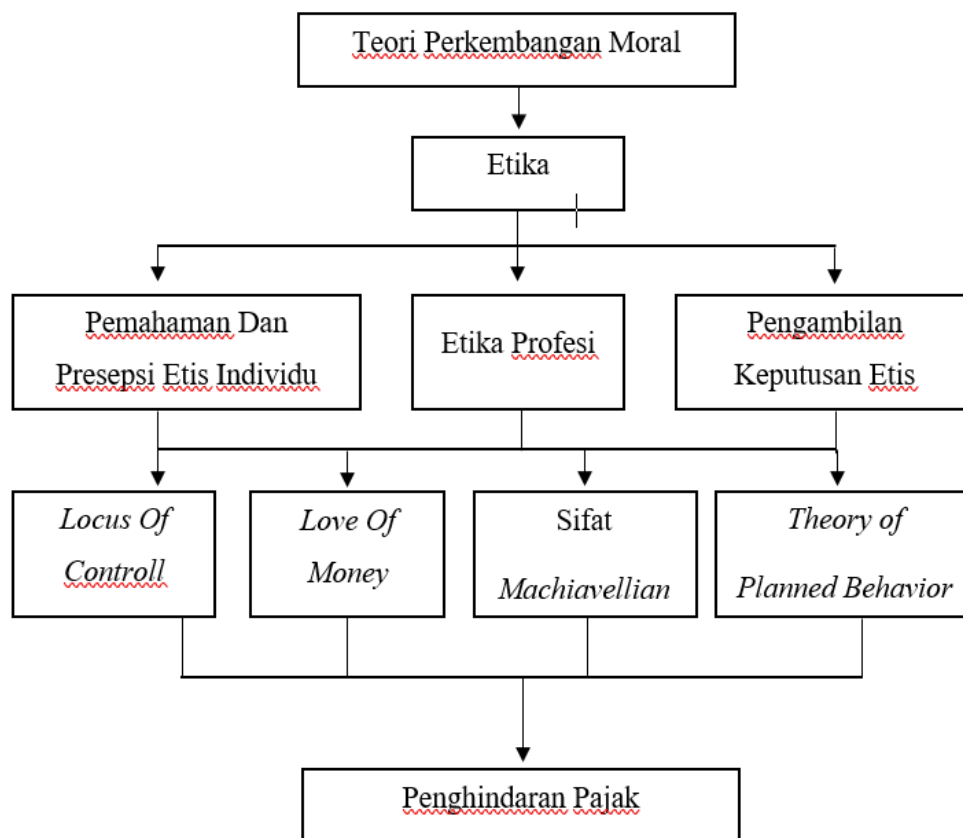 Teori Perkembangan Moral
Etika
Pemahaman Dan
Presepsi Etis Individu
Etika Profesi
Pengambilan
Keputusan Etis
Locus Of
Controll
Love Of
Money
Sifat
Machiavellian
Theory of
Planned Behavior
Penghindaran Pajak